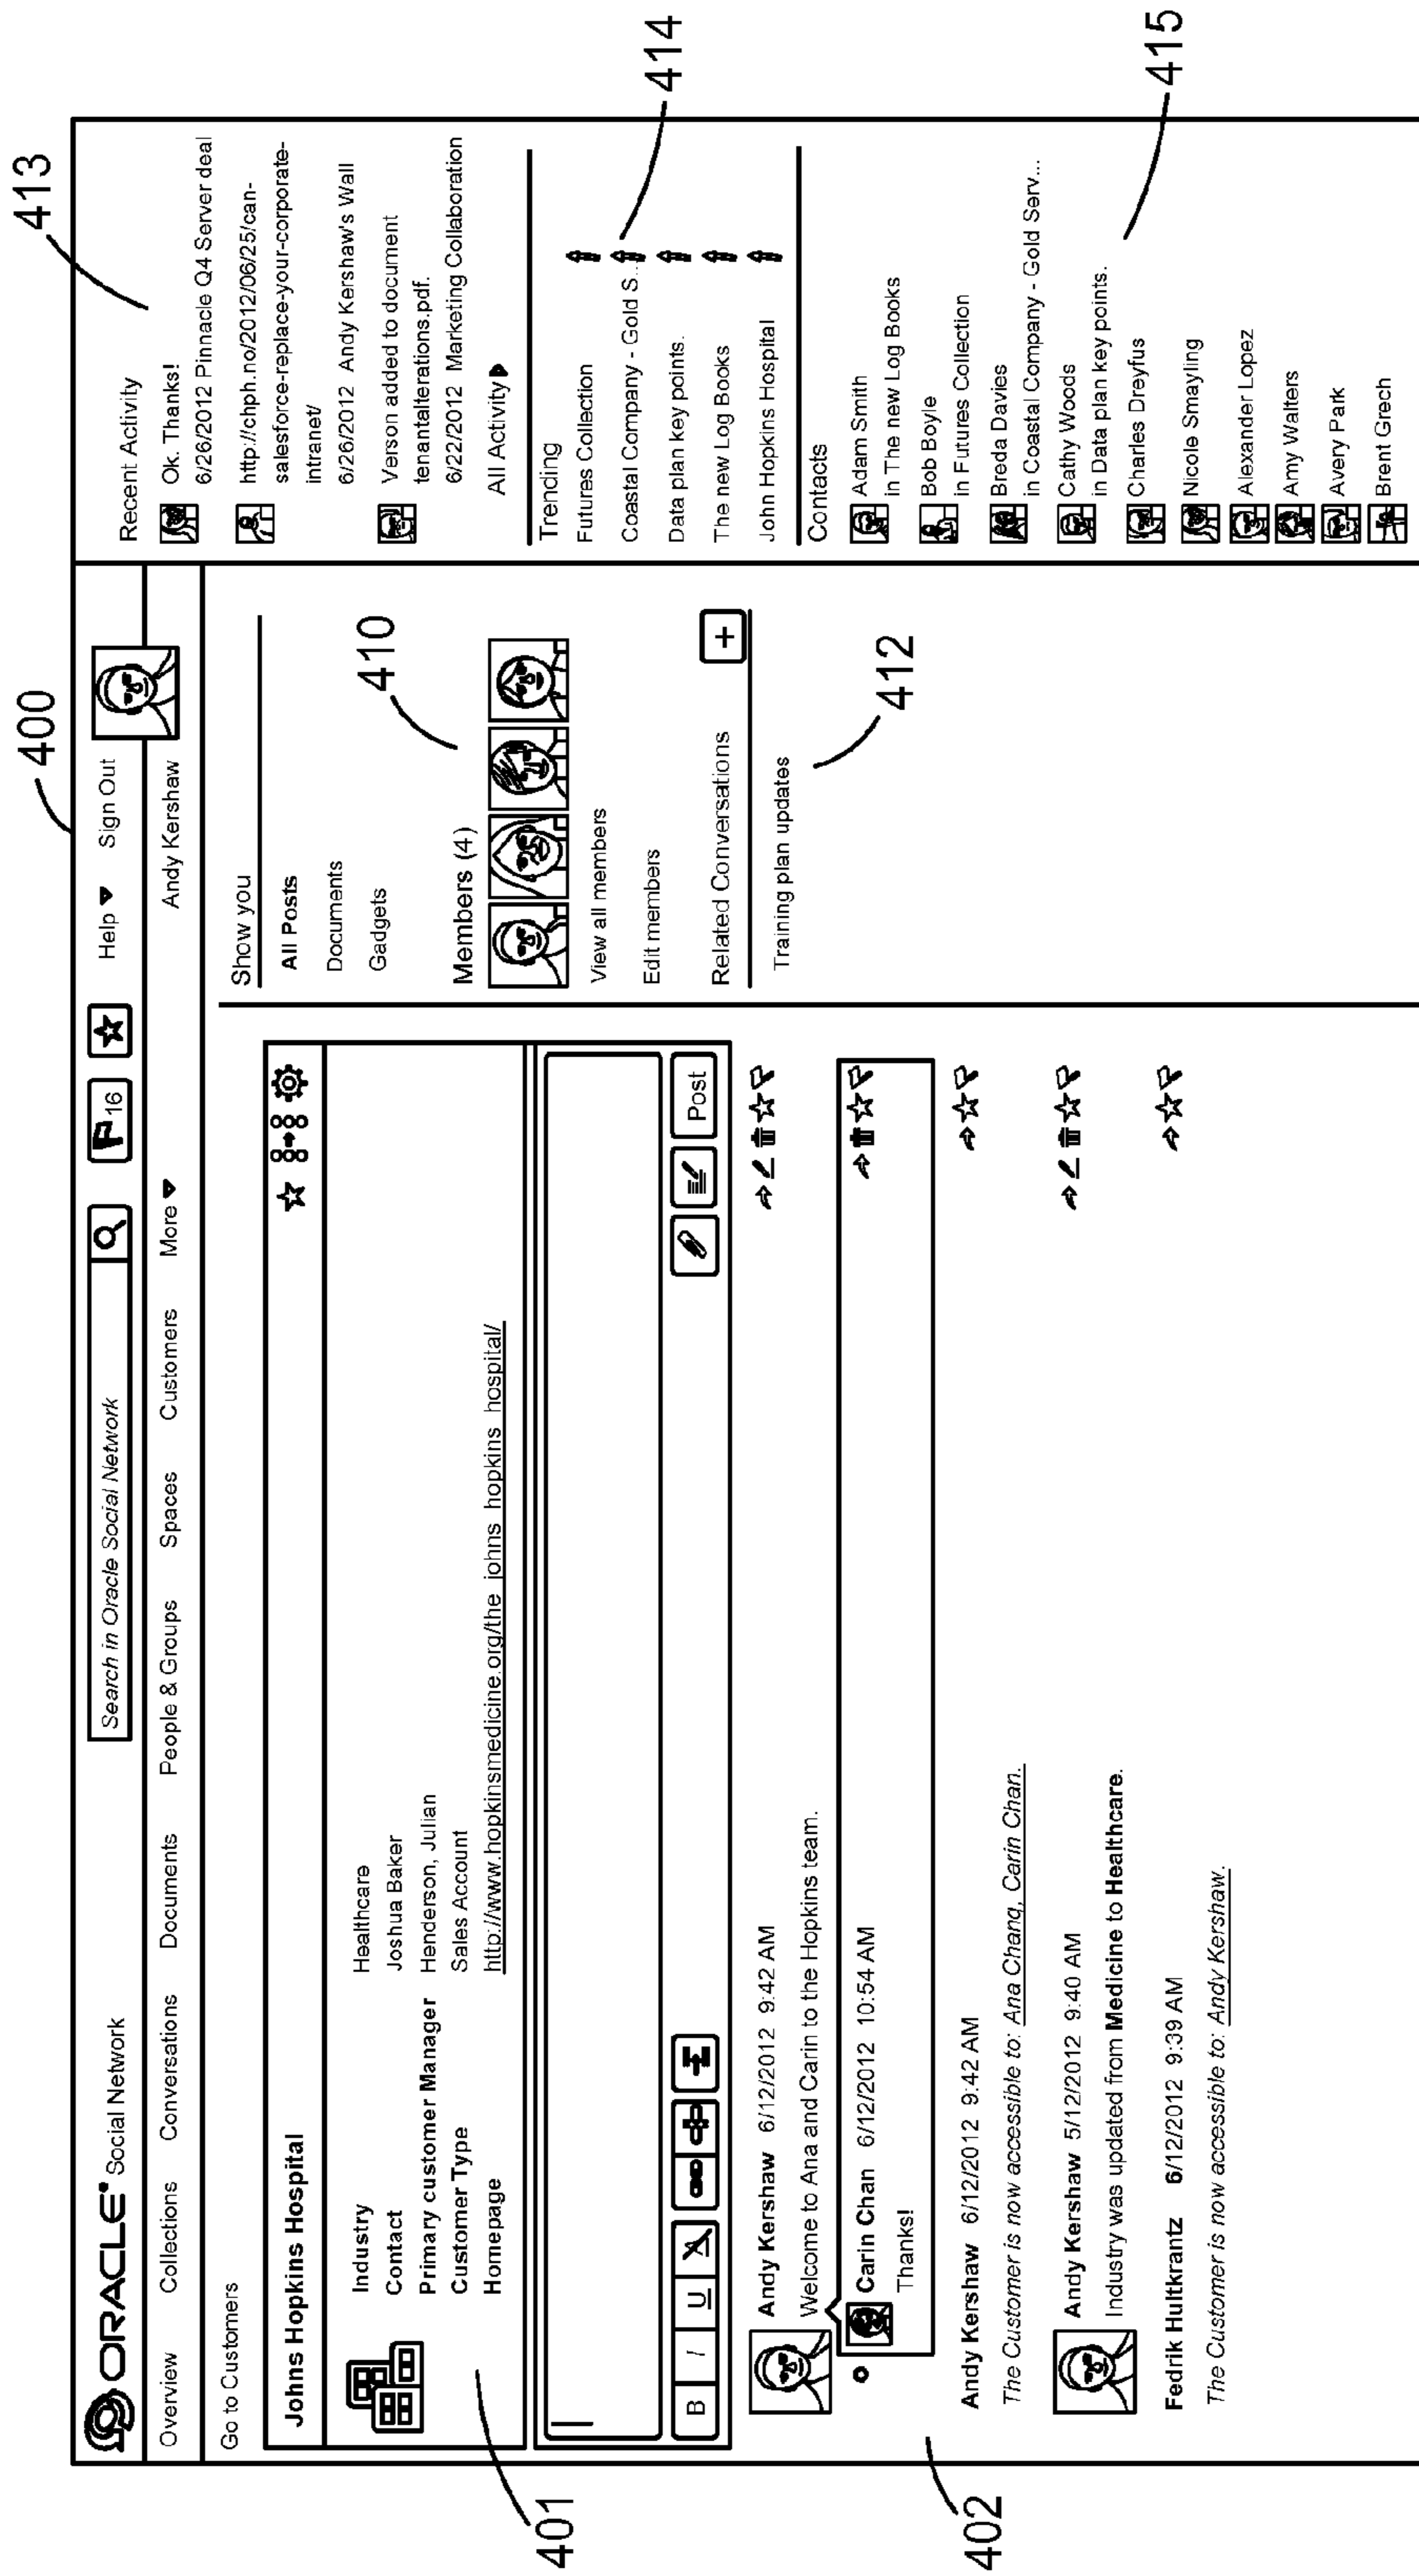 400
413
ORACLE® Social Network
Search in Oracle Social Network
16
Help
Sign Out
Overview
Collections
Conversations
Documents
People & Groups
Spaces
Customers
More
Andy Kershaw
Go to Customers
Johns Hopkins Hospital
Industry Healthcare
Contact Joshua Baker
Primary customer Manager Henderson, Julian
Customer Type Sales Account
Homepage http://www.hopkinsmedicine.org/the johns hopkins hospital/
401
B I U A
Post
Andy Kershaw 6/12/2012 9:42 AM
Welcome to Ana and Carin to the Hopkins team.
Carin Chan 6/12/2012 10:54 AM
Thanks!
402
Andy Kershaw 6/12/2012 9:42 AM
The Customer is now accessible to: Ana Chang, Carin Chan.
Andy Kershaw 5/12/2012 9:40 AM
Industry was updated from Medicine to Healthcare.
Fedrik Hultkrantz 6/12/2012 9:39 AM
The Customer is now accessible to: Andy Kershaw.
Show you
All Posts
Documents
Gadgets
410
Members (4)
View all members
Edit members
Related Conversations
+
Training plan updates
412
Recent Activity
Ok. Thanks!
6/26/2012 Pinnacle Q4 Server deal
http://chph.no/2012/06/25/can-
salesforce-replace-your-corporate-
intranet/
6/26/2012 Andy Kershaw's Wall
Verson added to document
tenantalterations.pdf.
6/22/2012 Marketing Collaboration
All Activity
Trending
Futures Collection
Coastal Company - Gold S...
Data plan key points.
The new Log Books
John Hopkins Hospital
414
Contacts
Adam Smith
in The new Log Books
Bob Boyle
in Futures Collection
Breda Davies
in Coastal Company - Gold Serv...
Cathy Woods
in Data plan key points.
Charles Dreyfus
Nicole Smayling
Alexander Lopez
Amy Walters
Avery Park
Brent Grech
415